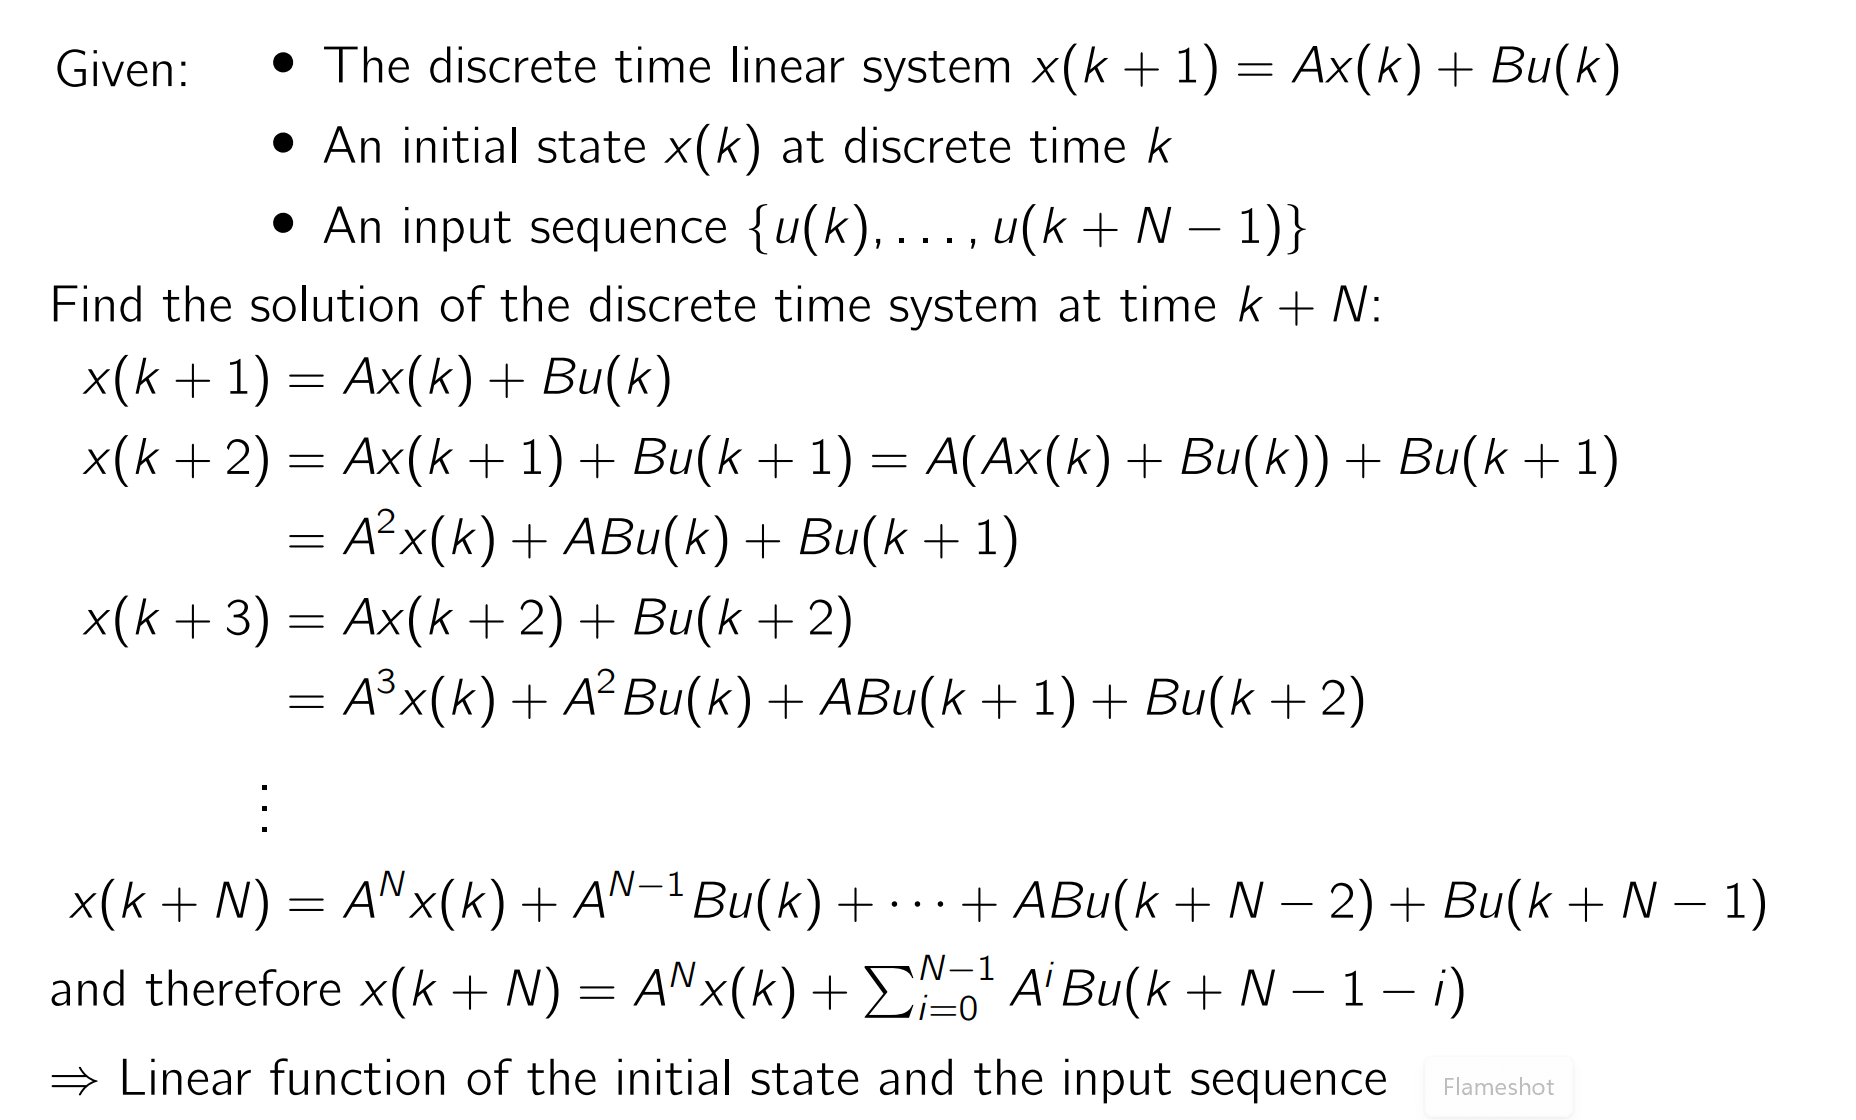 Given: • The discrete time linear system x(k + 1) = Ax(k) + Bu(k)
• An initial state x(k) at discrete time k
• An input sequence {u(k), . . . , u(k + N − 1)}
Find the solution of the discrete time system at time k + N:
x(k + 1) = Ax(k) + Bu(k)
x(k + 2) = Ax(k + 1) + Bu(k + 1) = A(Ax(k) + Bu(k)) + Bu(k + 1)
= A²x(k) + ABu(k) + Bu(k + 1)
x(k + 3) = Ax(k + 2) + Bu(k + 2)
= A³x(k) + A²Bu(k) + ABu(k + 1) + Bu(k + 2)
⋮
x(k + N) = A^N x(k) + A^{N−1} Bu(k) + · · · + ABu(k + N − 2) + Bu(k + N − 1)
and therefore x(k + N) = A^N x(k) + ∑_{i=0}^{N−1} A^i Bu(k + N − 1 − i)
⇒ Linear function of the initial state and the input sequence
Flameshot